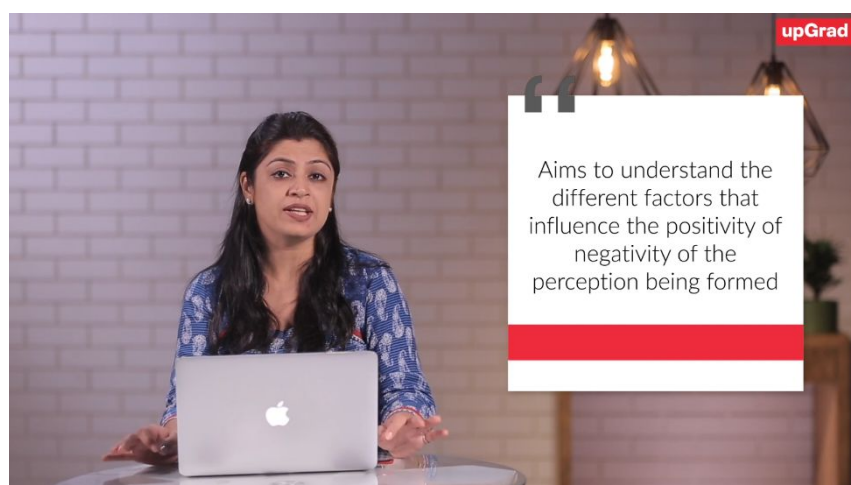 upGrad
Aims to understand the
different factors that
influence the positivity of
negativity of the
perception being formed